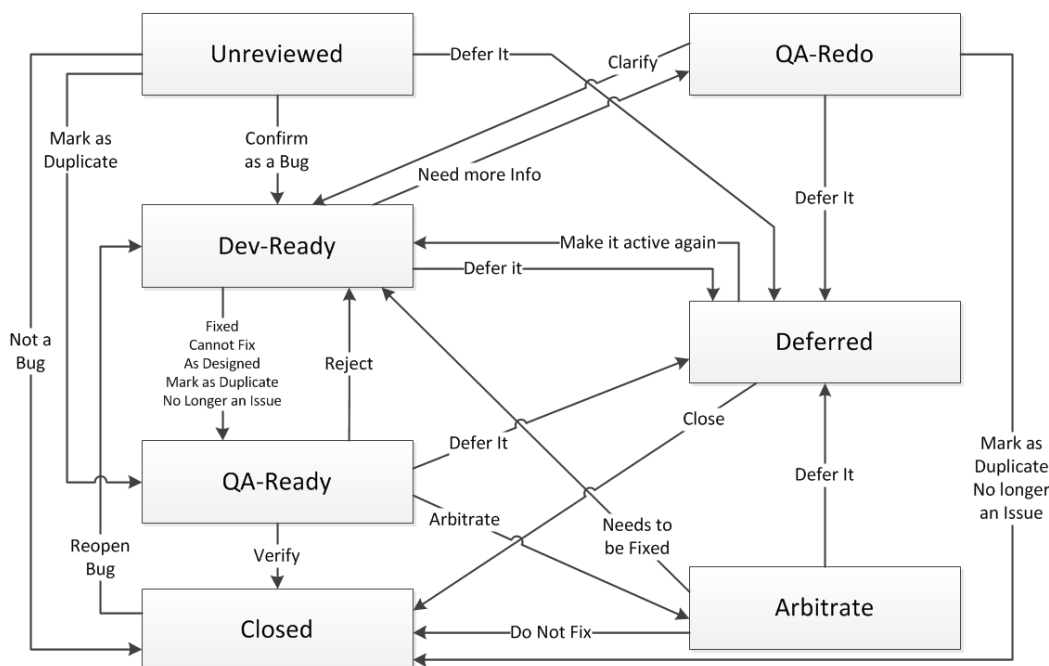 Unreviewed
Defer It
Clarify
QA-Redo
Mark as
Duplicate
Confirm
as a Bug
Need more Info
Defer It
Dev-Ready
Make it active again
Defer it
Not a
Bug
Fixed
Cannot Fix
As Designed
Mark as Duplicate
No Longer an Issue
Reject
Deferred
Close
Defer It
QA-Ready
Arbitrate
Needs to
be Fixed
Defer It
Mark as
Duplicate
No longer
an Issue
Reopen
Bug
Verify
Closed
Do Not Fix
Arbitrate